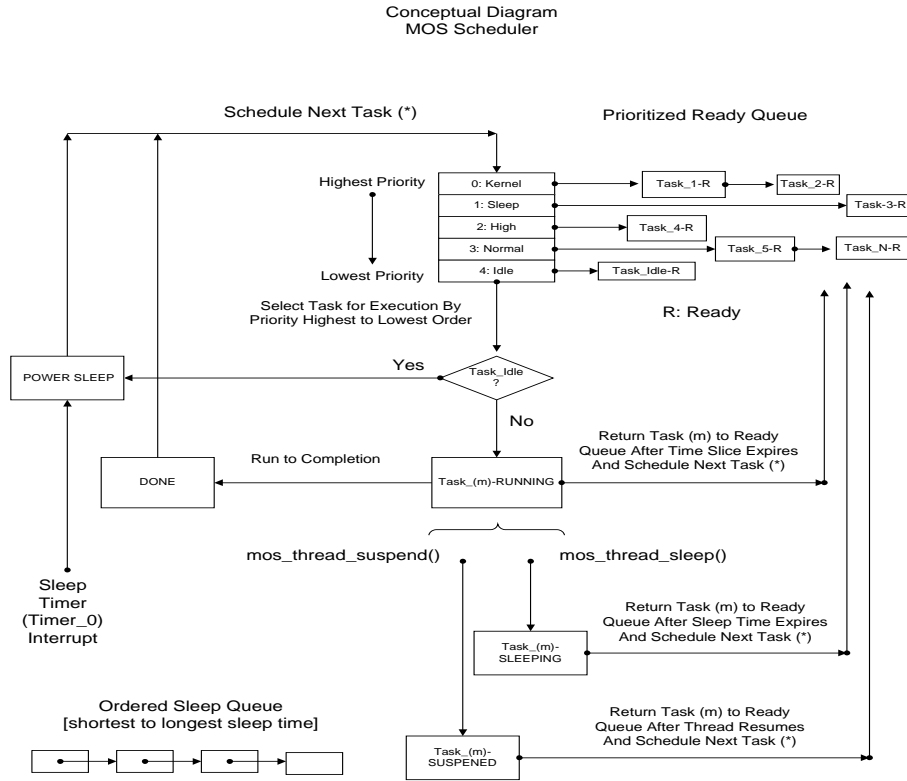 Conceptual Diagram
MOS Scheduler
Schedule Next Task (*)
Prioritized Ready Queue
Highest Priority
Lowest Priority
0: Kernel
1: Sleep
2: High
3: Normal
4: Idle
Task_1-R
Task_2-R
Task-3-R
Task_4-R
Task_5-R
Task_N-R
Task_Idle-R
Select Task for Execution By
Priority Highest to Lowest Order
R: Ready
POWER SLEEP
Yes
Task_Idle
?
No
Return Task (m) to Ready
Queue After Time Slice Expires
And Schedule Next Task (*)
DONE
Run to Completion
Task_(m)-RUNNING
mos_thread_suspend()
mos_thread_sleep()
Sleep
Timer
(Timer_0)
Interrupt
Return Task (m) to Ready
Queue After Sleep Time Expires
And Schedule Next Task (*)
Task_(m)-
SLEEPING
Ordered Sleep Queue
[shortest to longest sleep time]
Return Task (m) to Ready
Queue After Thread Resumes
And Schedule Next Task (*)
Task_(m)-
SUSPENED